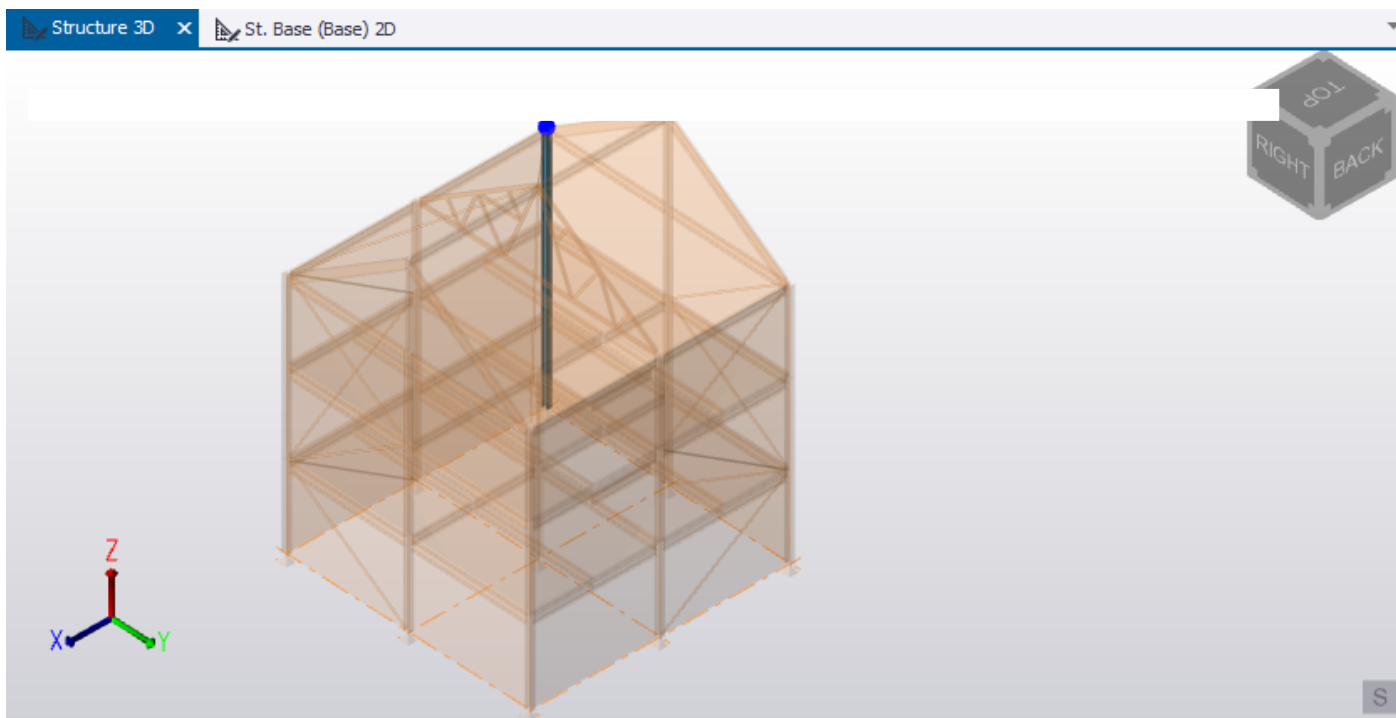 Structure 3D
St. Base (Base) 2D
TOP
RIGHT
BACK
Z
X
Y
S